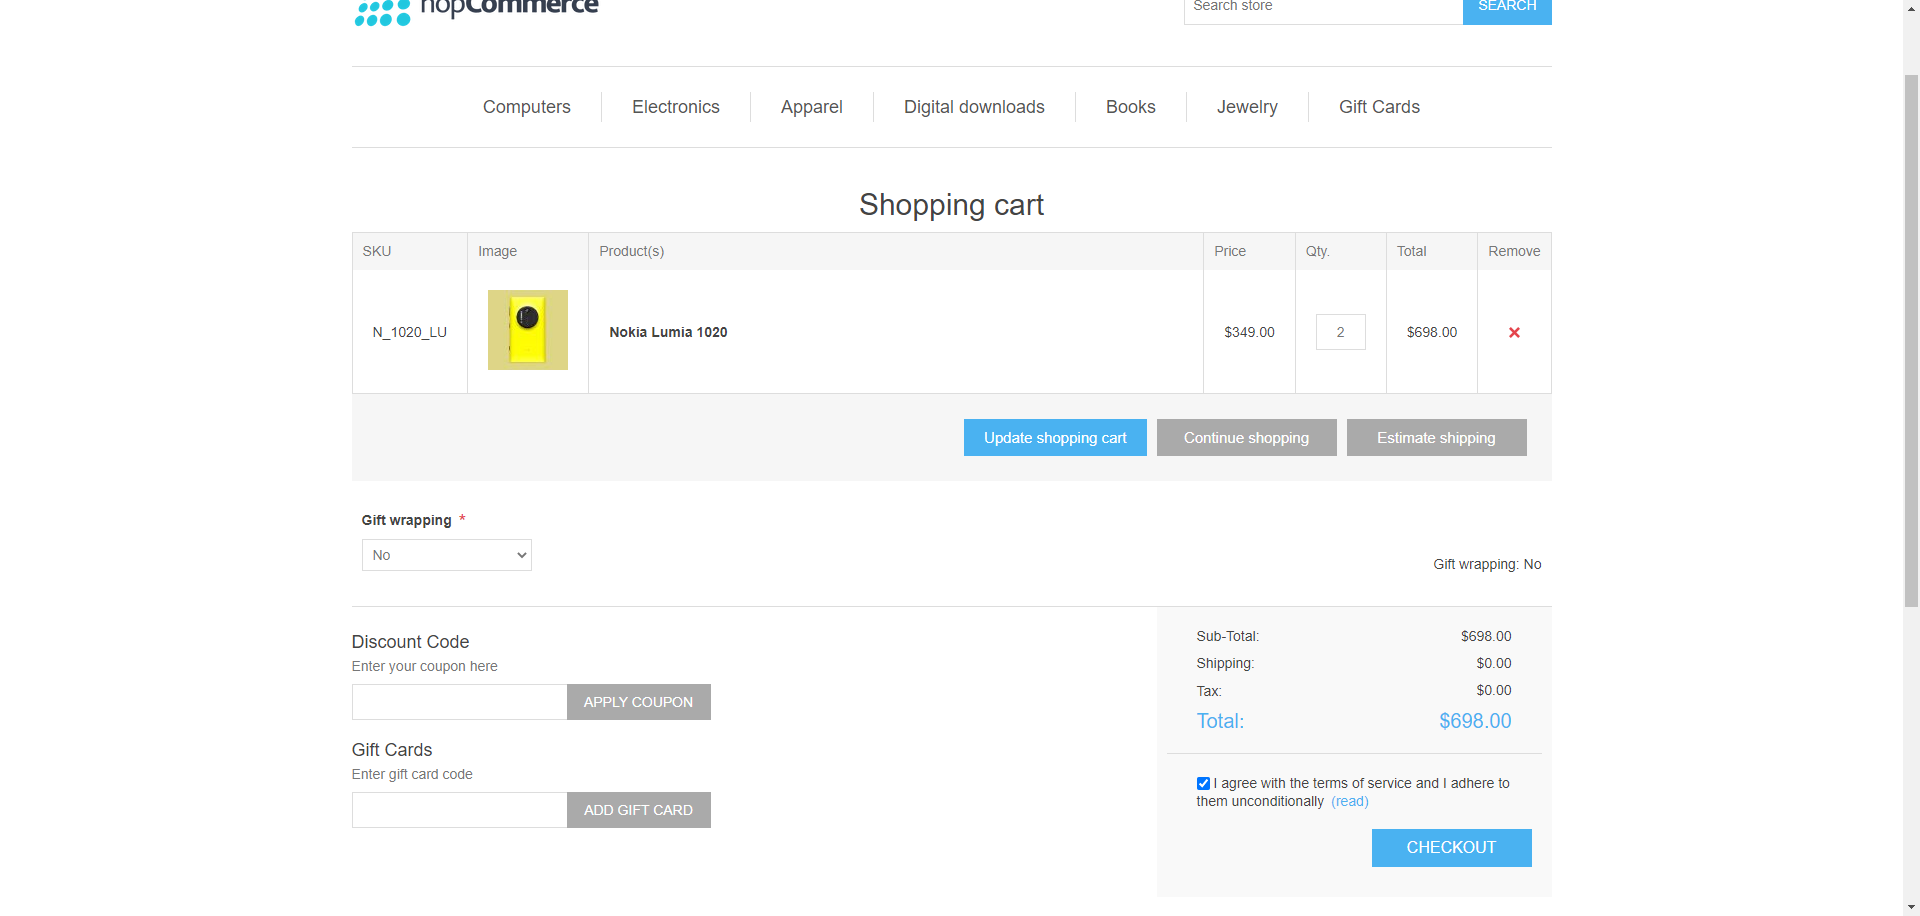 nopCommerce
Search store
SEARCH
Computers
Electronics
Apparel
Digital downloads
Books
Jewelry
Gift Cards
Shopping cart
SKU
Image
Product(s)
Price
Qty.
Total
Remove
N_1020_LU
Nokia Lumia 1020
$349.00
2
$698.00
Update shopping cart
Continue shopping
Estimate shipping
Gift wrapping *
No
Gift wrapping: No
Discount Code
Enter your coupon here
APPLY COUPON
Gift Cards
Enter gift card code
ADD GIFT CARD
Sub-Total: $698.00
Shipping: $0.00
Tax: $0.00
Total: $698.00
I agree with the terms of service and I adhere to
them unconditionally (read)
CHECKOUT